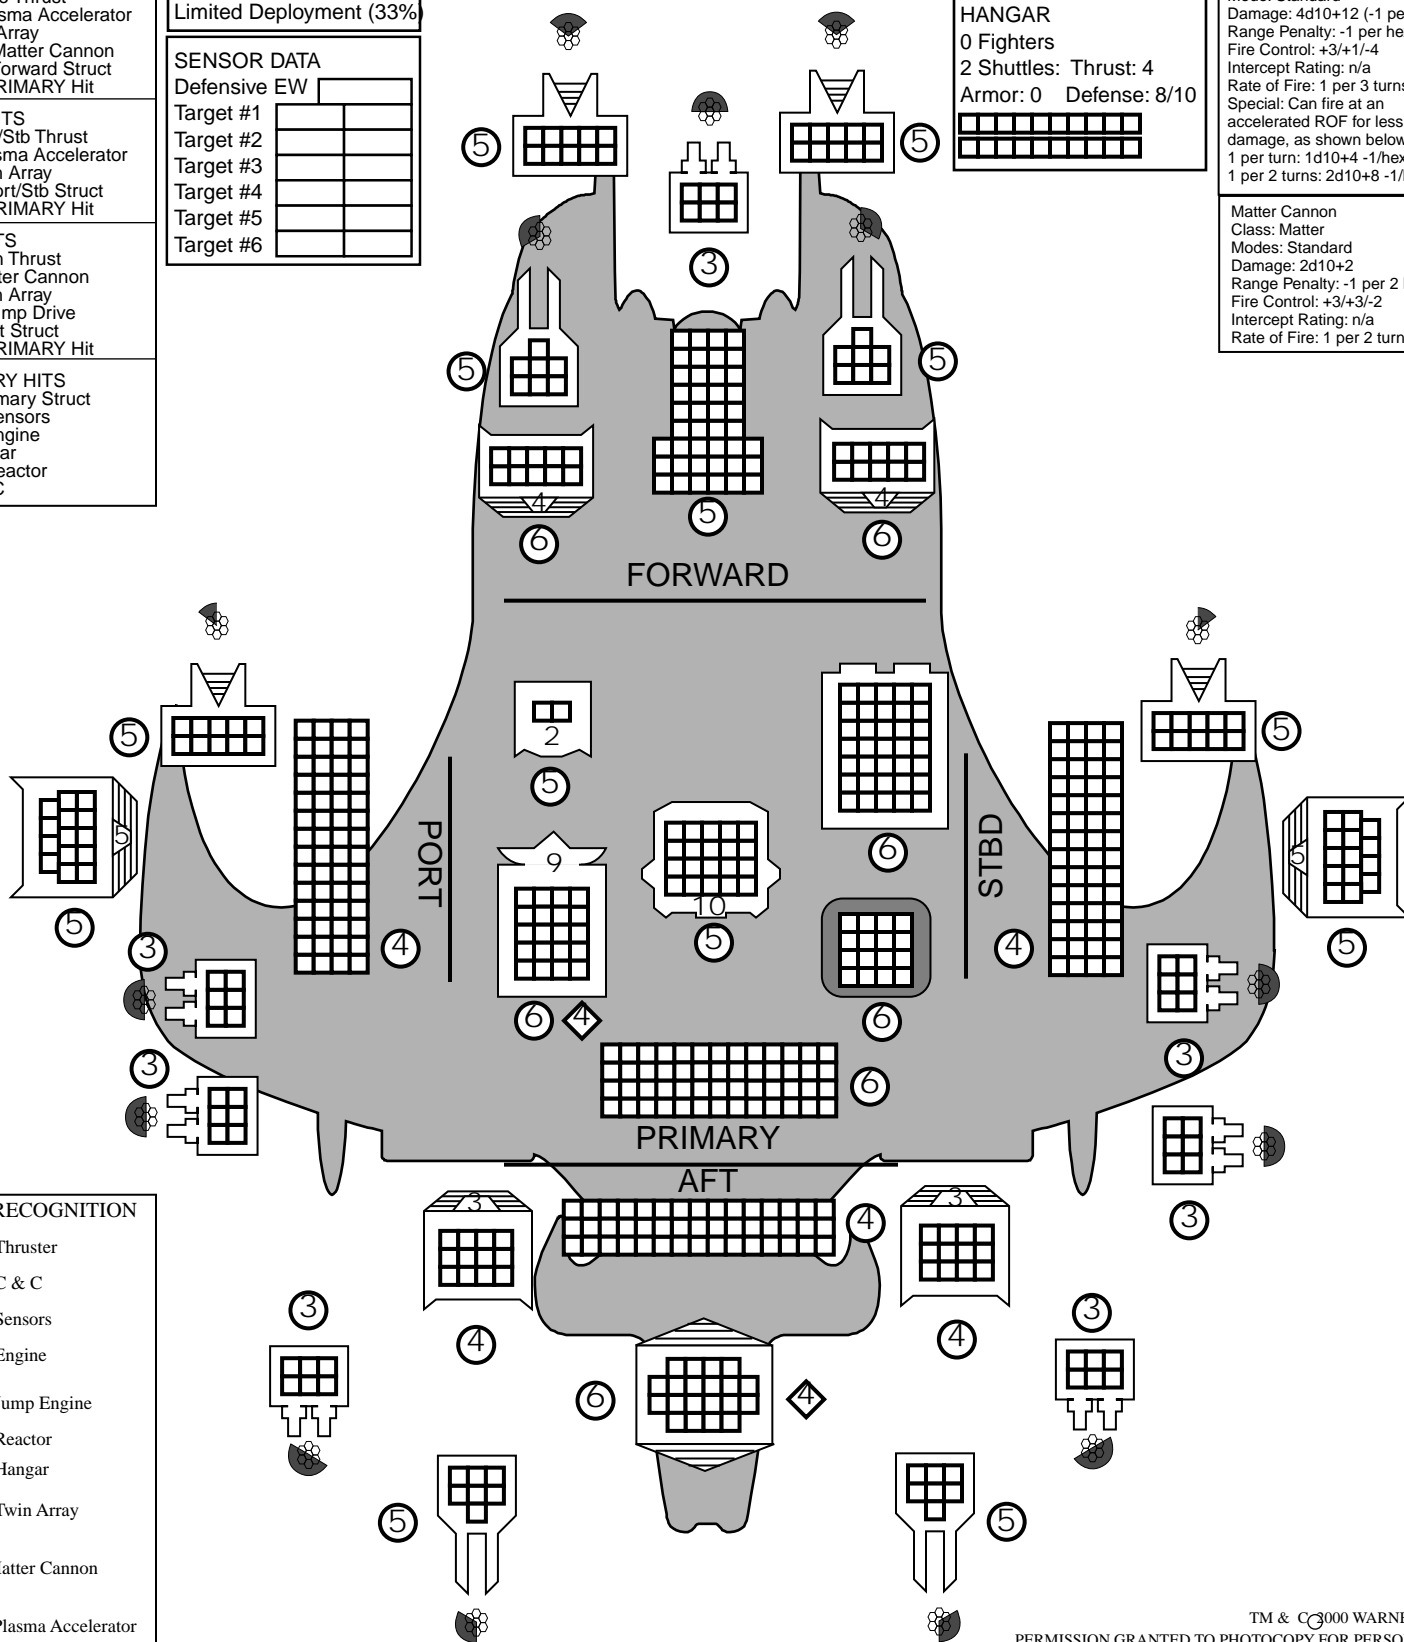 Thrust
sma Accelerator
Array
Matter Cannon
Forward Struct
RIMARY Hit
TS
/Stb Thrust
sma Accelerator
n Array
ort/Stb Struct
RIMARY Hit
TS
n Thrust
ter Cannon
n Array
mp Drive
t Struct
RIMARY Hit
RY HITS
mary Struct
ensors
ngine
ar
eactor
C
Limited Deployment (33%)
SENSOR DATA
Defensive EW
Target #1
Target #2
Target #3
Target #4
Target #5
Target #6
HANGAR
0 Fighters
2 Shuttles: Thrust: 4
Armor: 0 Defense: 8/10
Damage: 4d10+12 (-1 pe
Range Penalty: -1 per he
Fire Control: +3/+1/-4
Intercept Rating: n/a
Rate of Fire: 1 per 3 turns
Special: Can fire at an
accelerated ROF for less
damage, as shown below
1 per turn: 1d10+4 -1/hex
1 per 2 turns: 2d10+8 -1/
Matter Cannon
Class: Matter
Modes: Standard
Damage: 2d10+2
Range Penalty: -1 per 2
Fire Control: +3/+3/-2
Intercept Rating: n/a
Rate of Fire: 1 per 2 turn
5
5
3
5
5
4
4
6
5
6
FORWARD
5
2
5
5
5
5
PORT
STBD
6
9
10
5
5
3
4
5
4
6
4
6
3
3
6
3
PRIMARY
AFT
3
3
4
3
4
4
3
3
6
4
5
5
RECOGNITION
Thruster
C & C
Sensors
Engine
ump Engine
Reactor
Hangar
Twin Array
atter Cannon
Plasma Accelerator
TM & C 2000 WARNE
PERMISSION GRANTED TO PHOTOCOPY FOR PERSO